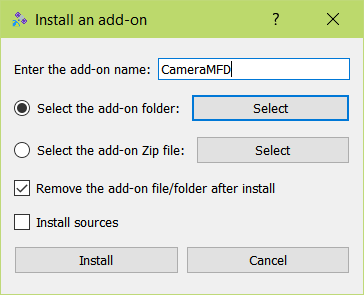 Install an add-on
Enter the add-on name: CameraMFD
Select the add-on folder: Select
Select the add-on Zip file: Select
Remove the add-on file/folder after install
Install sources
Install Cancel